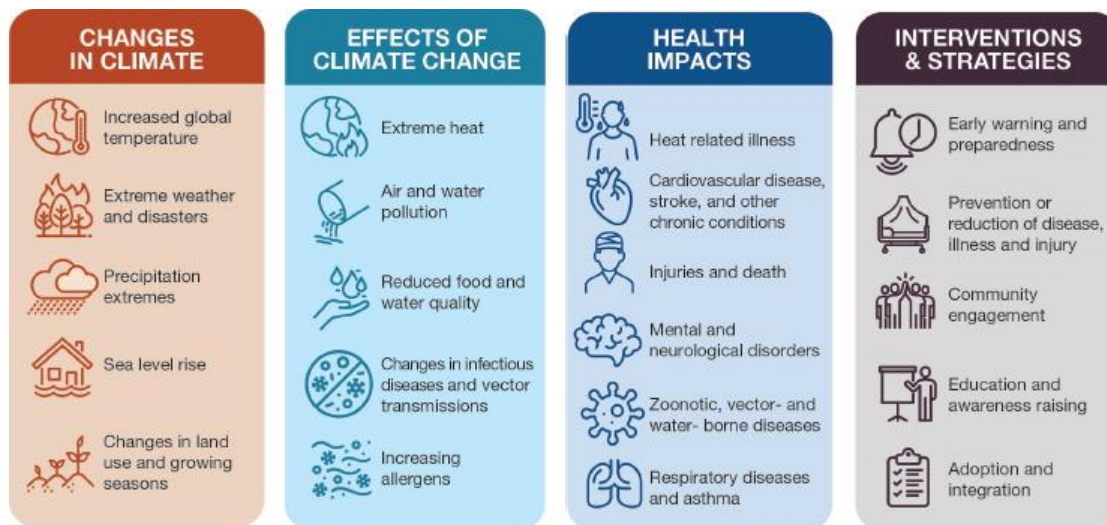 CHANGES
IN CLIMATE
Increased global
temperature
Extreme weather
and disasters
Precipitation
extremes
Sea level rise
Changes in land
use and growing
seasons
EFFECTS OF
CLIMATE CHANGE
Extreme heat
Air and water
pollution
Reduced food and
water quality
Changes in infectious
diseases and vector
transmissions
Increasing
allergens
HEALTH
IMPACTS
Heat related illness
Cardiovascular disease,
stroke, and other
chronic conditions
Injuries and death
Mental and
neurological disorders
Zoonotic, vector- and
water- borne diseases
Respiratory diseases
and asthma
INTERVENTIONS
& STRATEGIES
Early warning and
preparedness
Prevention or
reduction of disease,
illness and injury
Community
engagement
Education and
awareness raising
Adoption and
integration